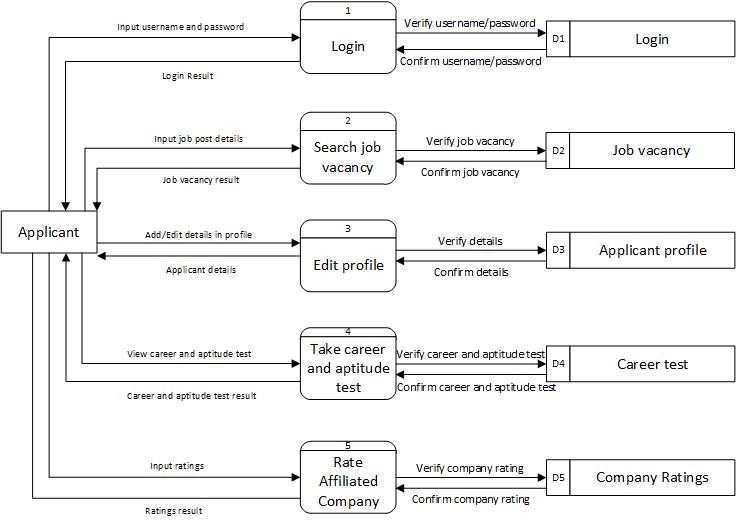 1
Input username and password
Verify username/password
Login
D1
Login
Confirm username/password
Login Result
2
Input job post details
Verify job vacancy
Search job
vacancy
D2
Job vacancy
Confirm job vacancy
Job vacancy result
Applicant
3
Add/Edit details in profile
Verify details
Edit profile
D3
Applicant profile
Applicant details
Confirm details
4
View career and aptitude test
Verify career and aptitude test
Take career
and aptitude
test
D4
Career test
Career and aptitude test result
Confirm career and aptitude test
5
Input ratings
Verify company rating
Rate
Affiliated
Company
D5
Company Ratings
Confirm company rating
Ratings result